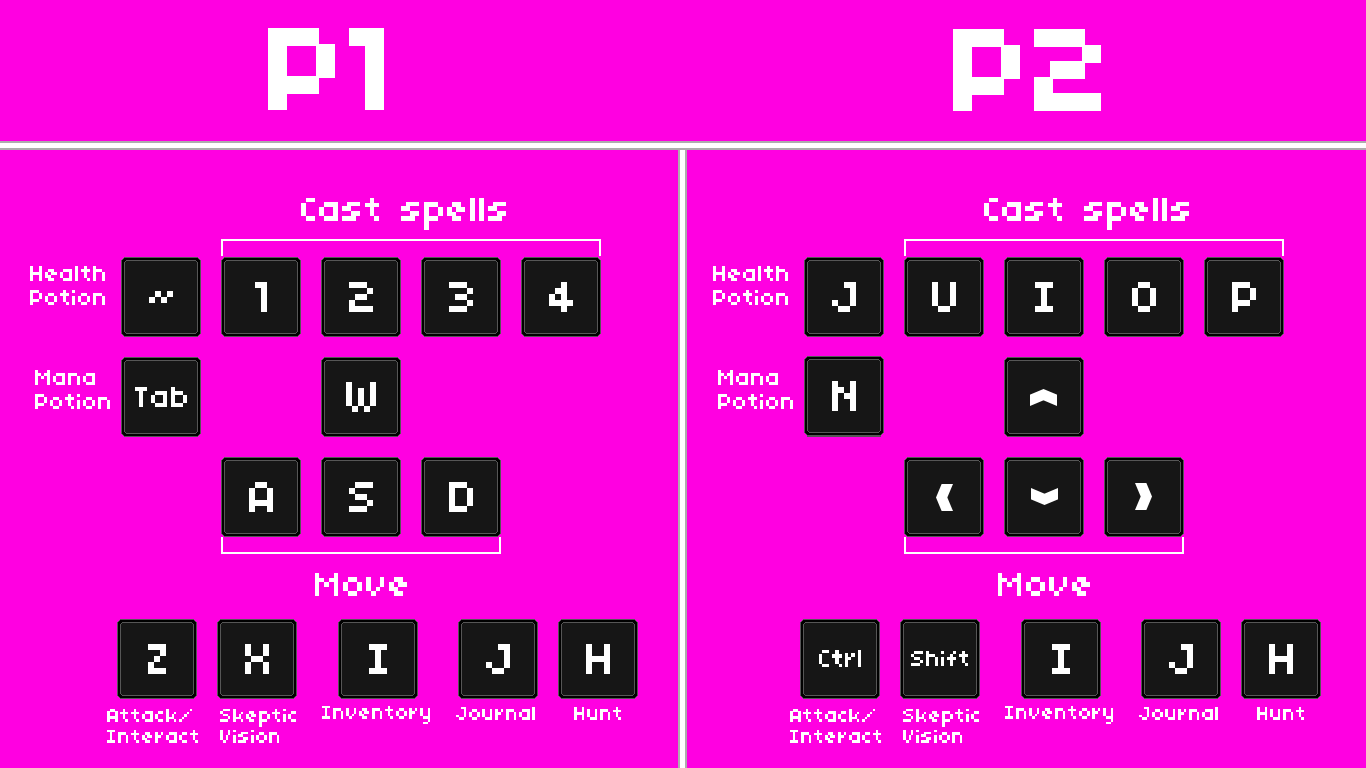 P1
P2
Cast spells
Health
Potion
~
1
2
3
4
Mana
Potion
Tab
W
A
S
D
Move
Z
X
I
J
H
Attack/
Interact
Skeptic
Vision
Inventory
Journal
Hunt
Cast spells
Health
Potion
J
U
I
O
P
Mana
Potion
N
Move
Ctrl
Shift
I
J
H
Attack/
Interact
Skeptic
Vision
Inventory
Journal
Hunt